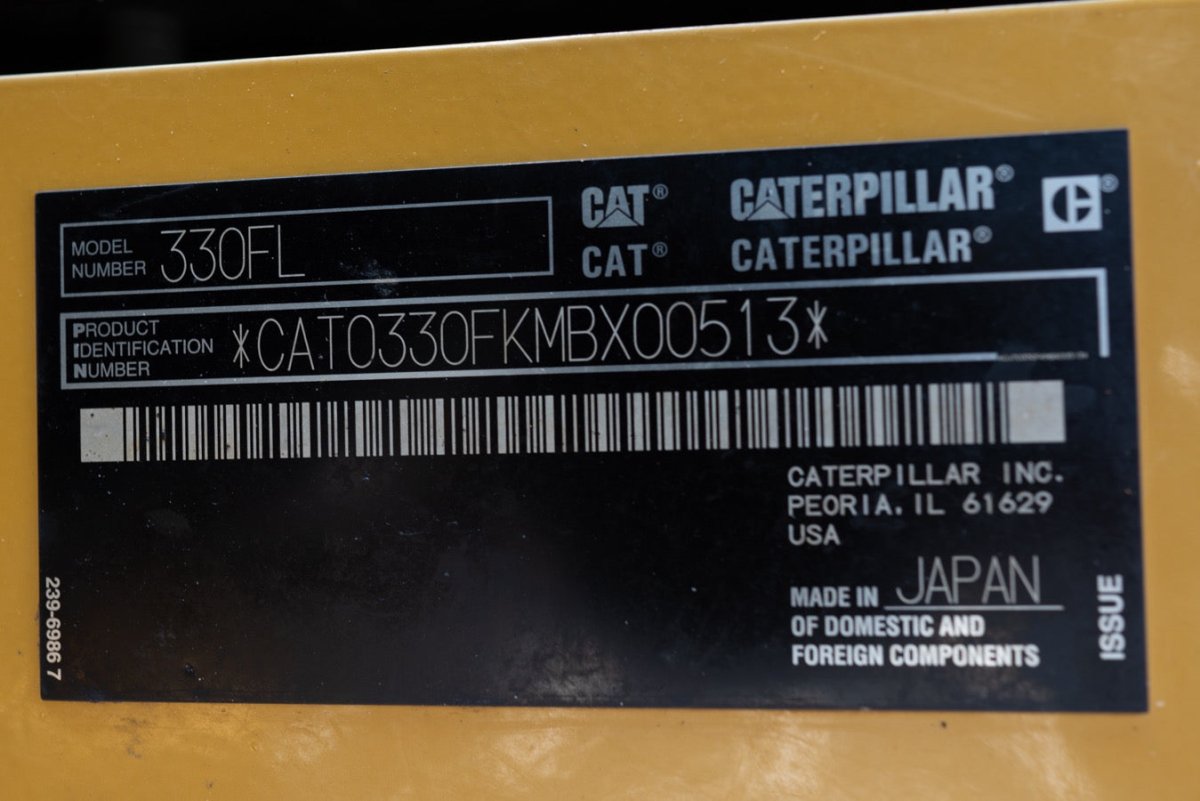 MODEL NUMBER 330FL
CAT® CATERPILLAR®
CAT® CATERPILLAR®
PRODUCT
IDENTIFICATION
NUMBER
*CAT0330FKMBX00513*
CATERPILLAR INC.
PEORIA, IL 61629
USA
MADE IN JAPAN
OF DOMESTIC AND
FOREIGN COMPONENTS
239-6986 7
ISSUE